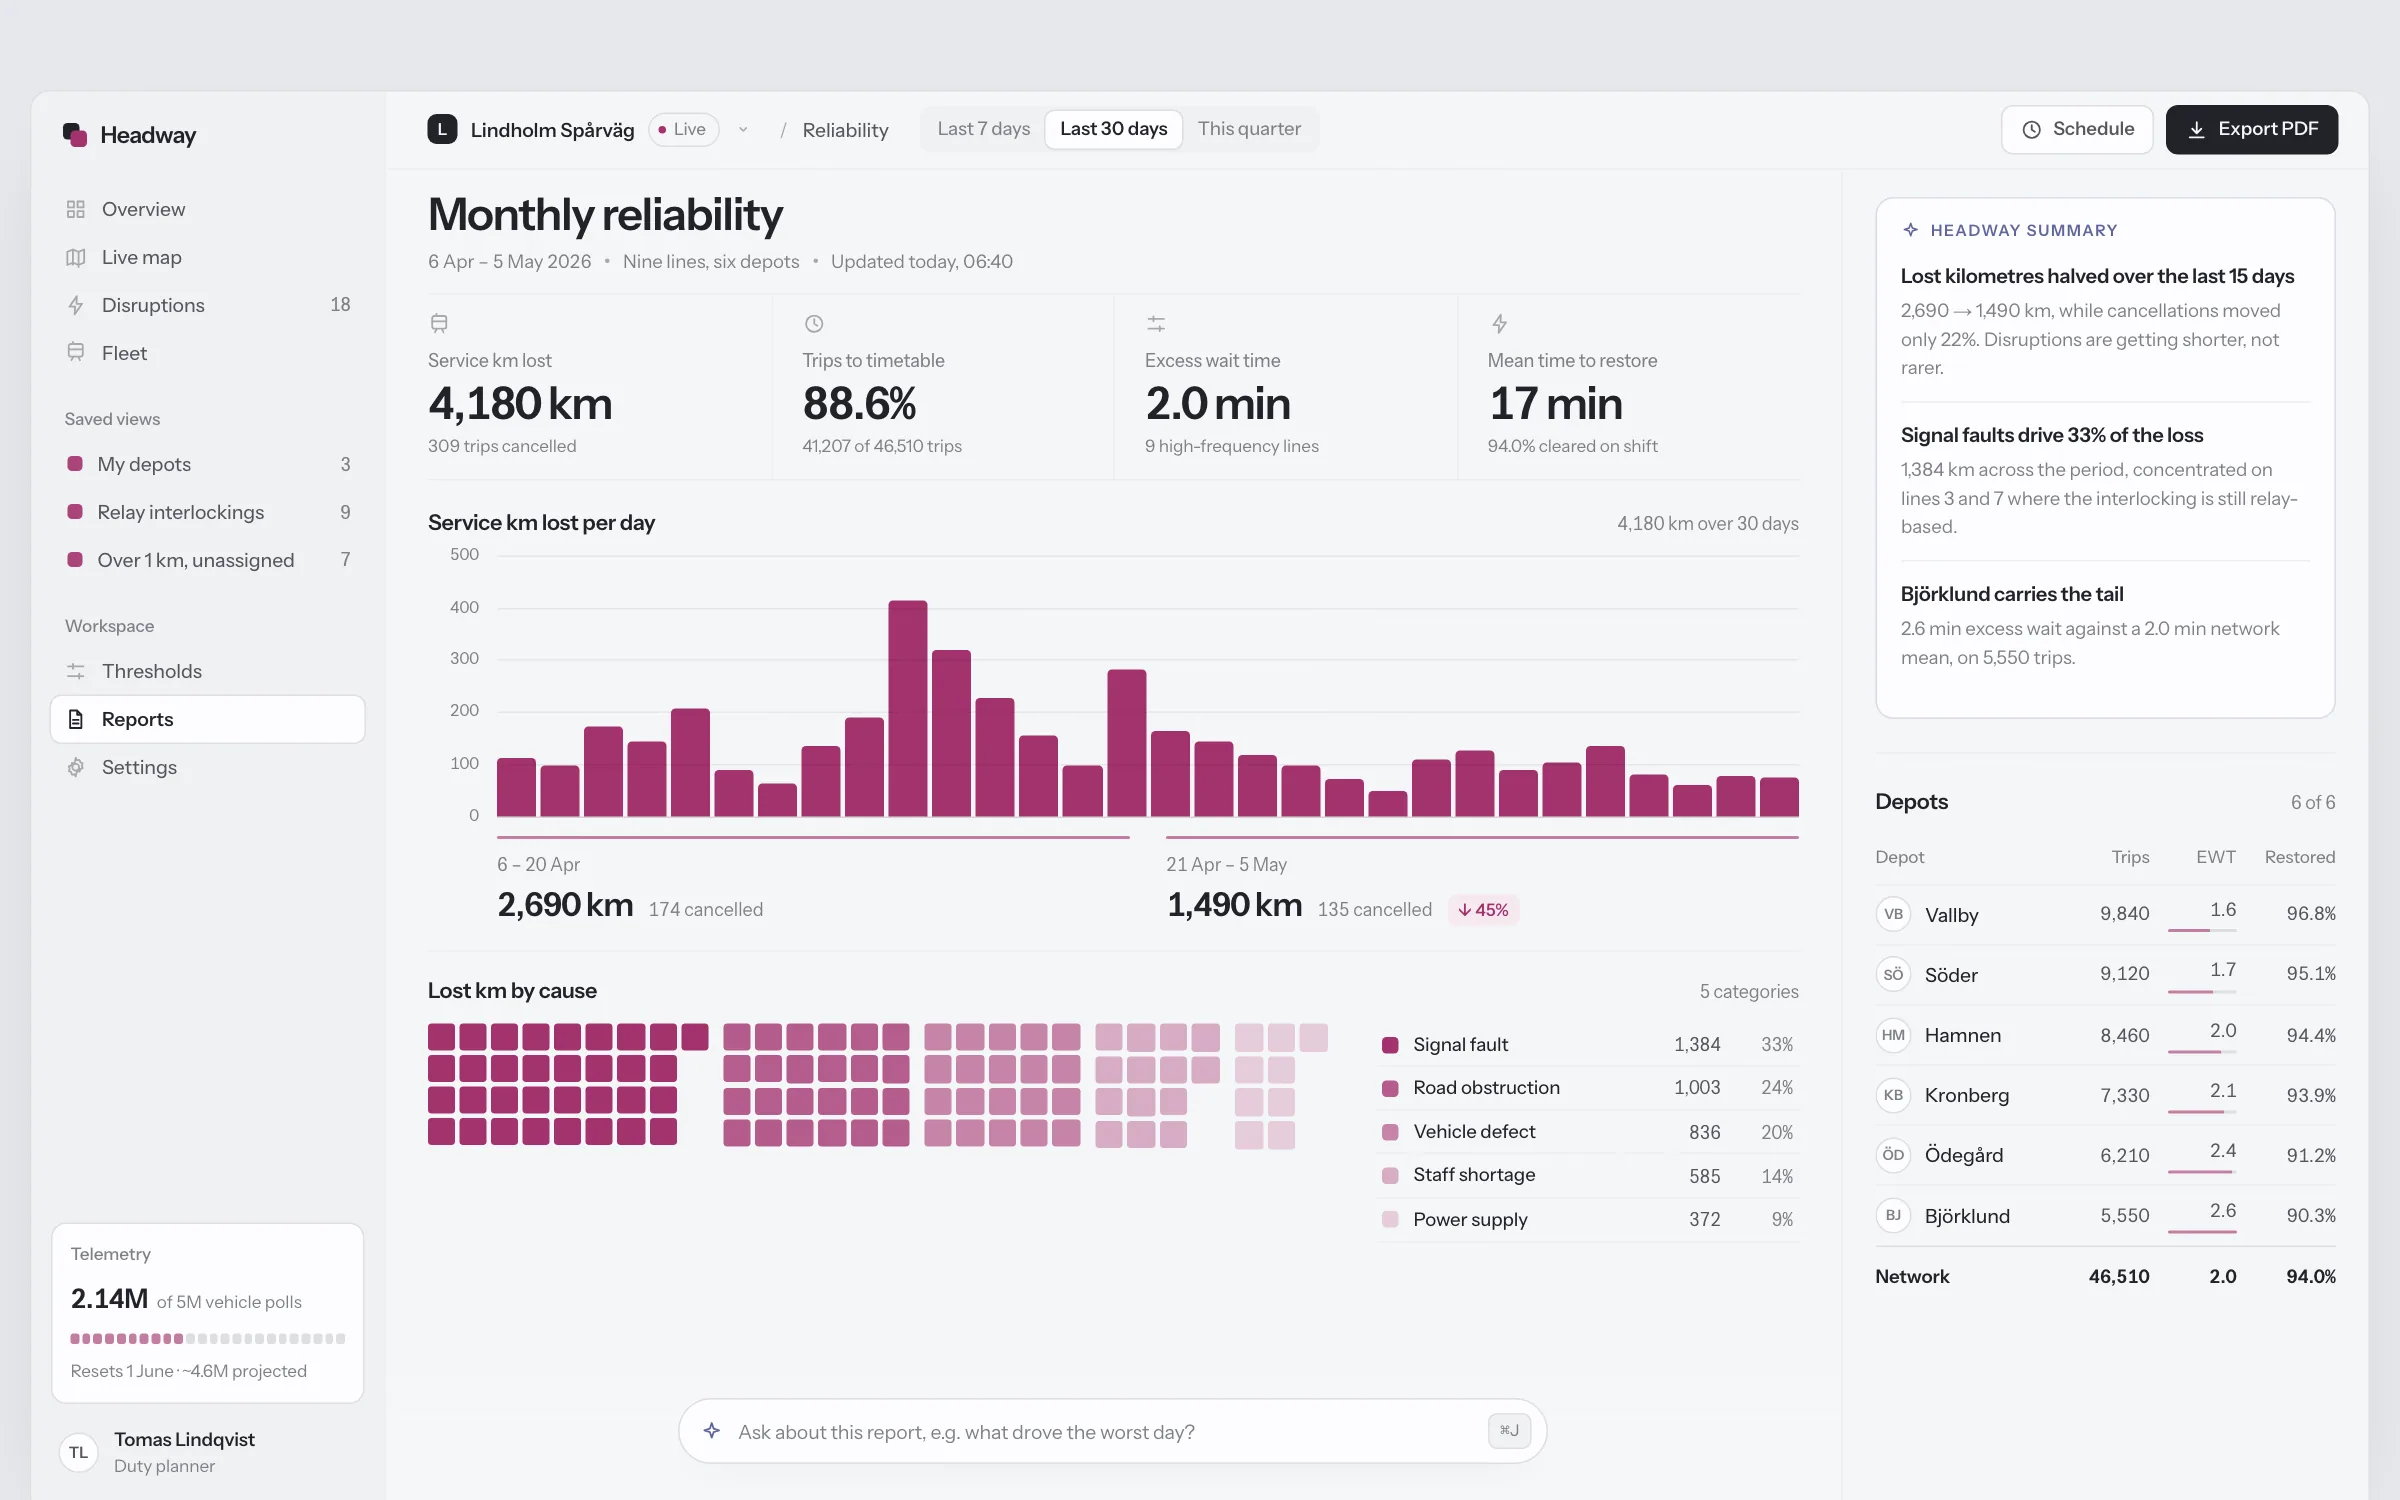 Headway
Overview
Live map
Disruptions 18
Fleet
Saved views
My depots 3
Relay interlockings 9
Over 1 km, unassigned 7
Workspace
Thresholds
Reports
Settings
Telemetry
2.14M of 5M vehicle polls
Resets 1 June · ~4.6M projected
TL
Tomas Lindqvist
Duty planner
L Lindholm Spårväg Live / Reliability
Last 7 days Last 30 days This quarter
Schedule
Export PDF
Monthly reliability
6 Apr – 5 May 2026 • Nine lines, six depots • Updated today, 06:40
Service km lost
4,180 km
309 trips cancelled
Trips to timetable
88.6%
41,207 of 46,510 trips
Excess wait time
2.0 min
9 high-frequency lines
Mean time to restore
17 min
94.0% cleared on shift
Service km lost per day
4,180 km over 30 days
500
400
300
200
100
0
6 – 20 Apr
2,690 km 174 cancelled
21 Apr – 5 May
1,490 km 135 cancelled ↓ 45%
Lost km by cause
5 categories
Signal fault 1,384 33%
Road obstruction 1,003 24%
Vehicle defect 836 20%
Staff shortage 585 14%
Power supply 372 9%
Ask about this report, e.g. what drove the worst day? ⌘J
HEADWAY SUMMARY
Lost kilometres halved over the last 15 days
2,690 → 1,490 km, while cancellations moved
only 22%. Disruptions are getting shorter, not
rarer.
Signal faults drive 33% of the loss
1,384 km across the period, concentrated on
lines 3 and 7 where the interlocking is still relay-
based.
Björklund carries the tail
2.6 min excess wait against a 2.0 min network
mean, on 5,550 trips.
Depots 6 of 6
Depot Trips EWT Restored
VB Vallby 9,840 1.6 96.8%
SÖ Söder 9,120 1.7 95.1%
HM Hamnen 8,460 2.0 94.4%
KB Kronberg 7,330 2.1 93.9%
ÖD Ödegård 6,210 2.4 91.2%
BJ Björklund 5,550 2.6 90.3%
Network 46,510 2.0 94.0%